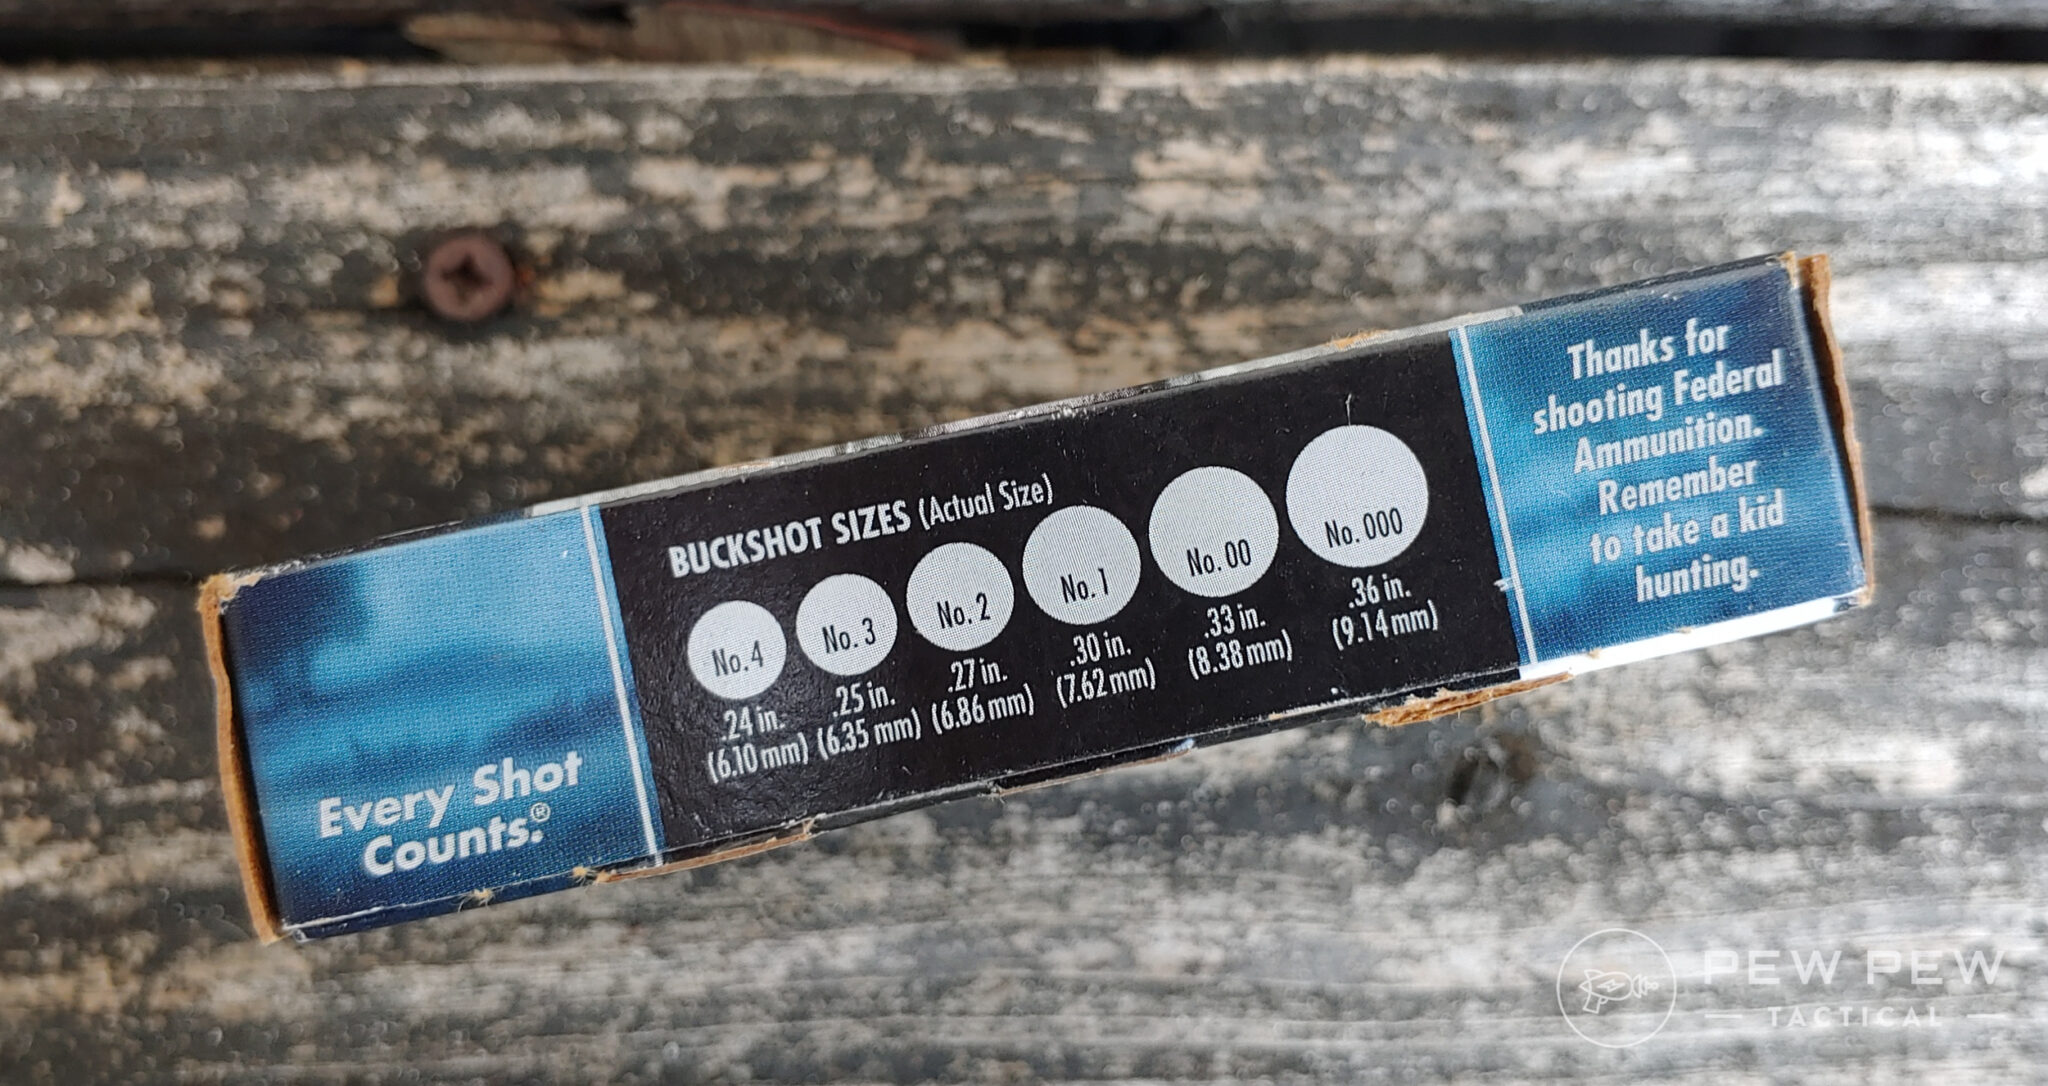 Every Shot
Counts.®
BUCKSHOT SIZES (Actual Size)
No. 4
No. 3
No. 2
No. 1
No. 00
No. 000
.24 in.
(6.10 mm)
.25 in.
(6.35 mm)
.27 in.
(6.86 mm)
.30 in.
(7.62 mm)
.33 in.
(8.38 mm)
.36 in.
(9.14 mm)
Thanks for
shooting Federal
Ammunition.
Remember
to take a kid
hunting.
PEW PEW
TACTICAL